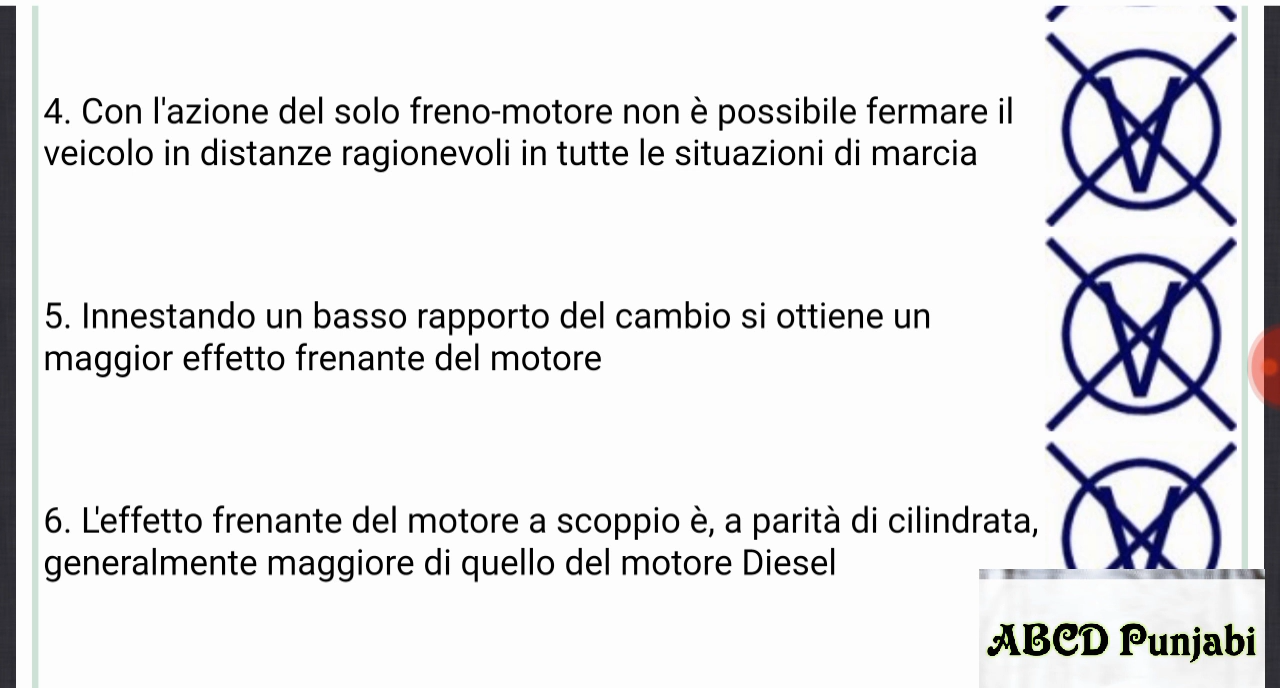 4. Con l'azione del solo freno-motore non è possibile fermare il
veicolo in distanze ragionevoli in tutte le situazioni di marcia
V
5. Innestando un basso rapporto del cambio si ottiene un
maggior effetto frenante del motore
V
6. L'effetto frenante del motore a scoppio è, a parità di cilindrata,
generalmente maggiore di quello del motore Diesel
V
ABCD Punjabi